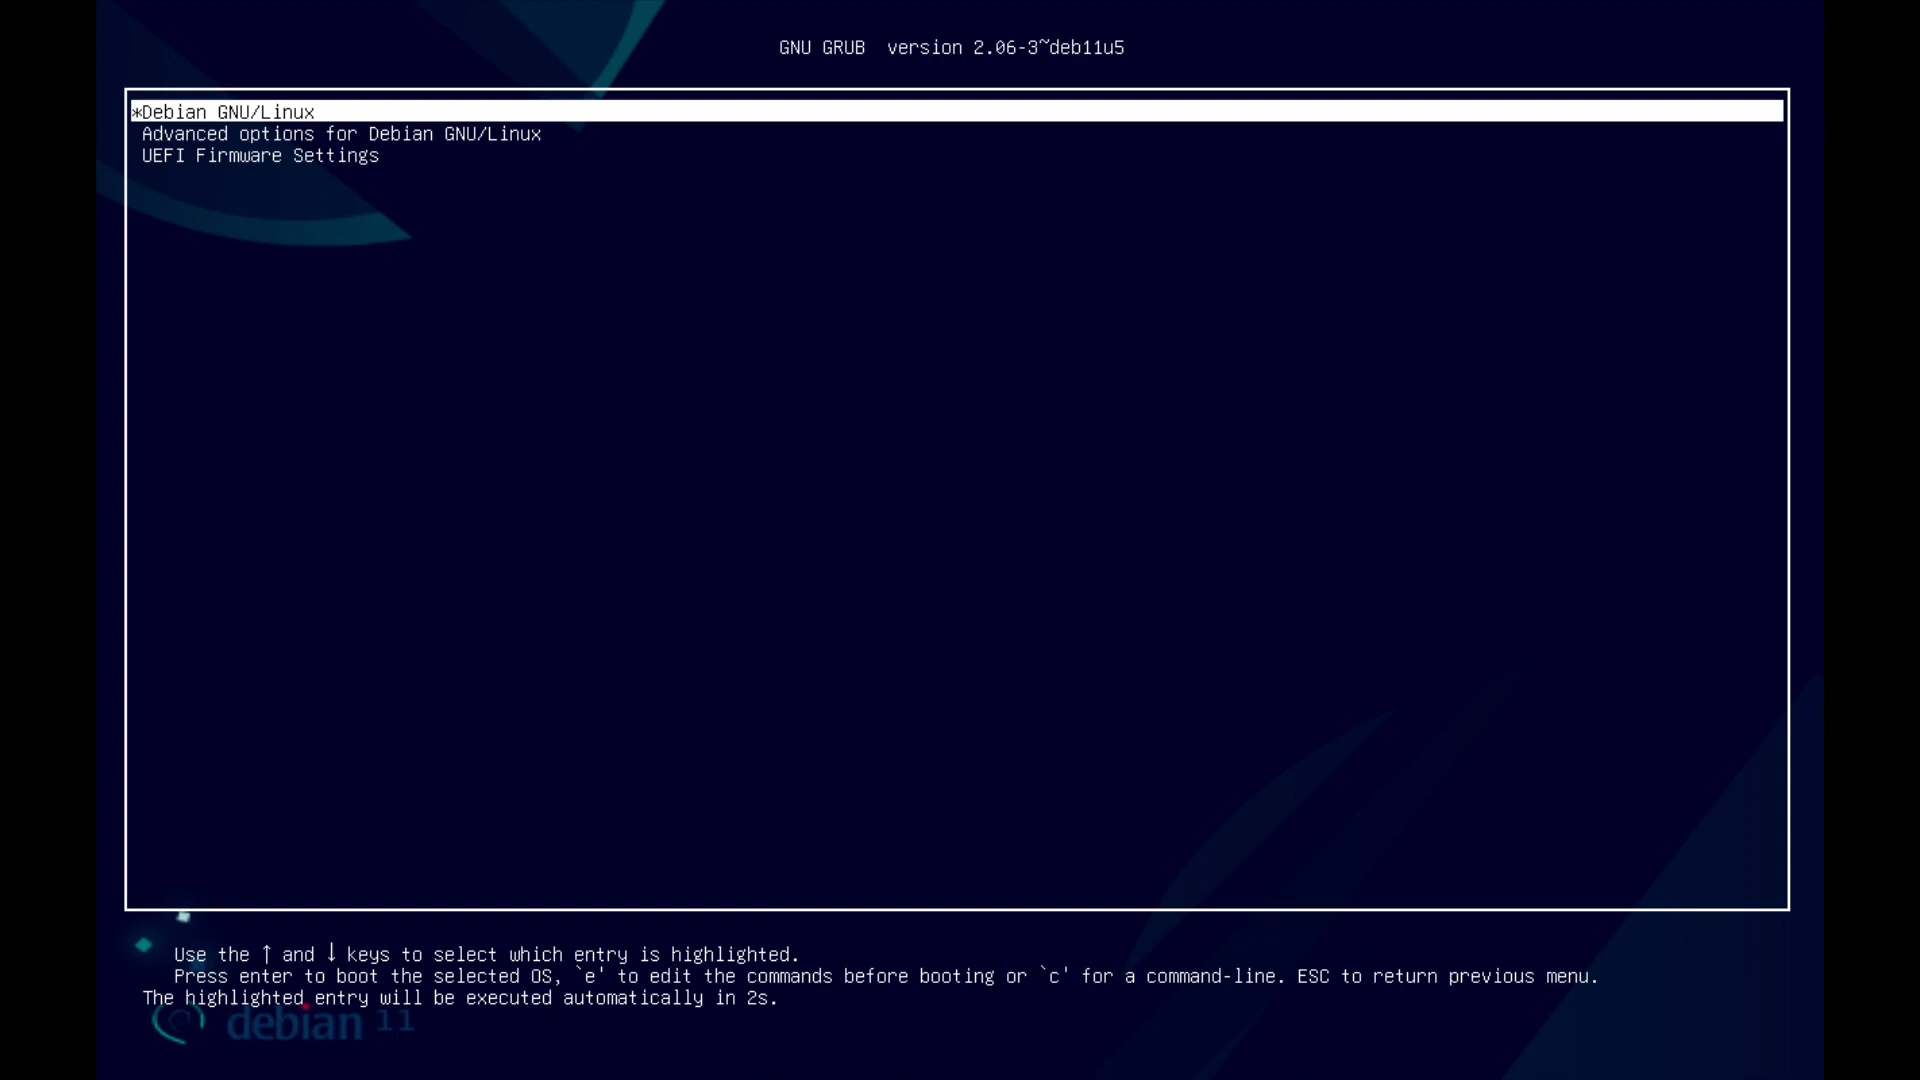 GNU GRUB  version 2.06-3~deb11u5
*Debian GNU/Linux
Advanced options for Debian GNU/Linux
UEFI Firmware Settings
Use the ↑ and ↓ keys to select which entry is highlighted.
Press enter to boot the selected OS, `e' to edit the commands before booting or `c' for a command-line. ESC to return previous menu.
The highlighted entry will be executed automatically in 2s.
debian 11